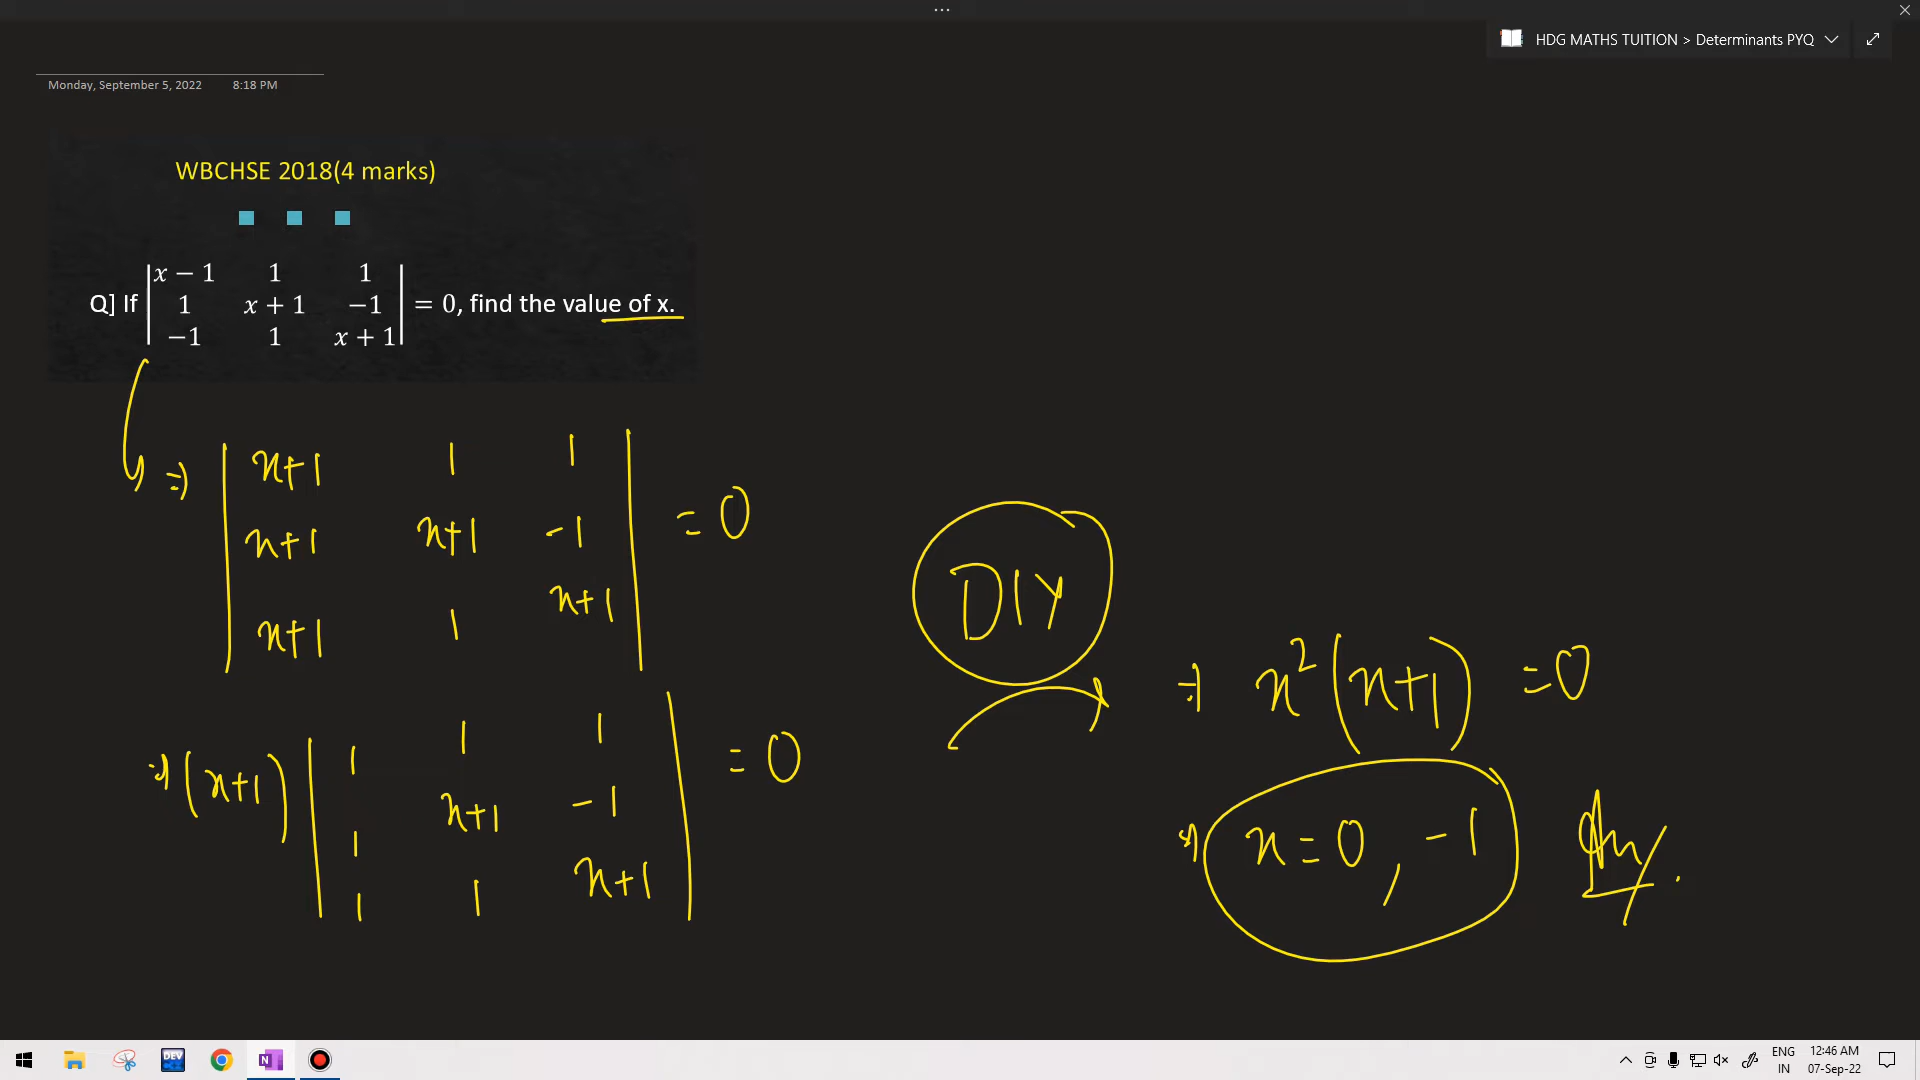 HDG MATHS TUITION > Determinants PYQ
Monday, September 5, 2022 8:18 PM
WBCHSE 2018(4 marks)
Q] If |x − 1 1 1|
|1 x + 1 −1| = 0, find the value of x.
|−1 1 x + 1|
⇒ |x+1 1 1|
|x+1 x+1 -1| = 0
|x+1 1 x+1|
DIY
⇒ (x+1) |1 1 1|
|1 x+1 -1| = 0
|1 1 x+1|
⇒ x²(x+1) = 0
⇒ x = 0, -1 Ans.
DEV
N
ENG
IN
12:46 AM
07-Sep-22